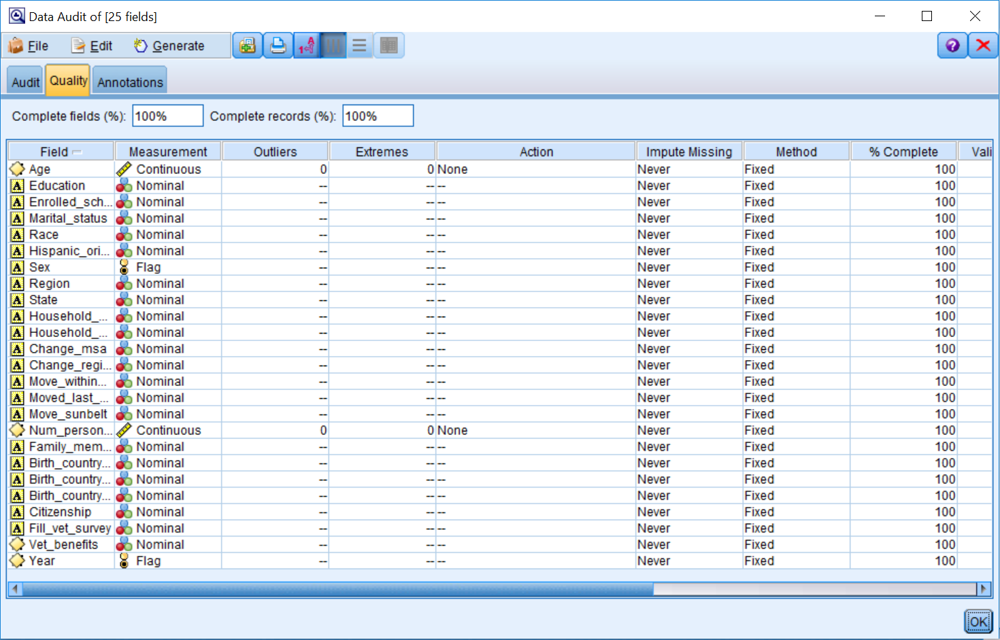 Data Audit of [25 fields]
File Edit Generate
Audit Quality Annotations
Complete fields (%): 100% Complete records (%): 100%
Field Measurement Outliers Extremes Action Impute Missing Method % Complete Vali
Age Continuous 0 0 None Never Fixed 100
A Education Nominal -- -- -- Never Fixed 100
A Enrolled_sch... Nominal -- -- -- Never Fixed 100
A Marital_status Nominal -- -- -- Never Fixed 100
A Race Nominal -- -- -- Never Fixed 100
A Hispanic_ori... Nominal -- -- -- Never Fixed 100
A Sex Flag -- -- -- Never Fixed 100
A Region Nominal -- -- -- Never Fixed 100
A State Nominal -- -- -- Never Fixed 100
A Household_... Nominal -- -- -- Never Fixed 100
A Household_... Nominal -- -- -- Never Fixed 100
A Change_msa Nominal -- -- -- Never Fixed 100
A Change_regi... Nominal -- -- -- Never Fixed 100
A Move_within... Nominal -- -- -- Never Fixed 100
A Moved_last_... Nominal -- -- -- Never Fixed 100
A Move_sunbelt Nominal -- -- -- Never Fixed 100
Num_person... Continuous 0 0 None Never Fixed 100
A Family_mem... Nominal -- -- -- Never Fixed 100
A Birth_country... Nominal -- -- -- Never Fixed 100
A Birth_country... Nominal -- -- -- Never Fixed 100
A Birth_country... Nominal -- -- -- Never Fixed 100
A Citizenship Nominal -- -- -- Never Fixed 100
A Fill_vet_survey Nominal -- -- -- Never Fixed 100
Vet_benefits Nominal -- -- -- Never Fixed 100
Year Flag -- -- -- Never Fixed 100
OK